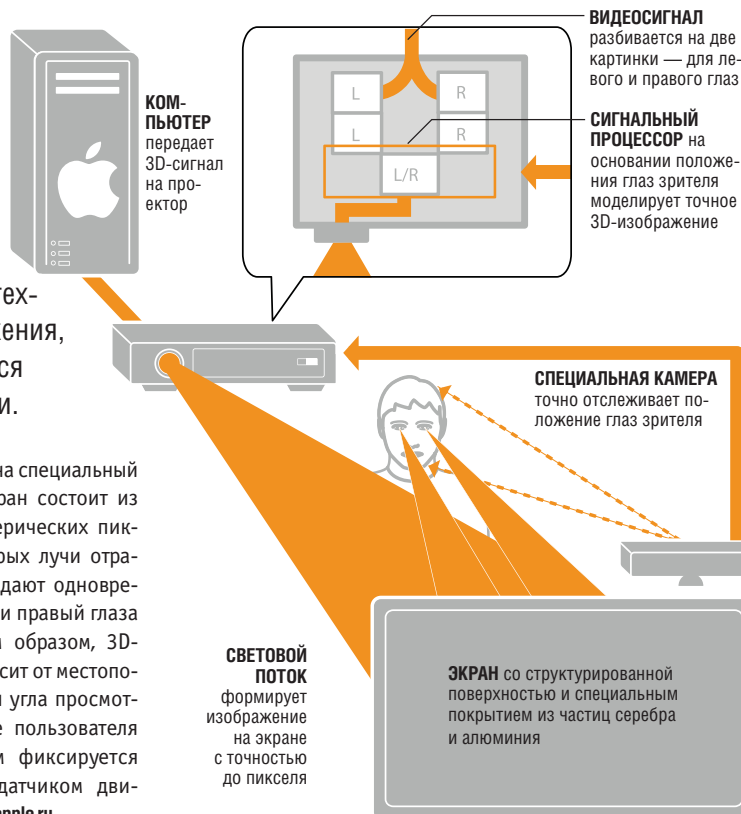 ВИДЕОСИГНАЛ
разбивается на две
картинки — для ле-
вого и правого глаз
СИГНАЛЬНЫЙ
ПРОЦЕССОР на
основании положе-
ния глаз зрителя
моделирует точное
3D-изображение
КОМ-
ПЬЮТЕР
передает
3D-сигнал
на про-
ектор
L
R
L
R
L/R
тех-
жения,
ся
и.
СПЕЦИАЛЬНАЯ КАМЕРА
точно отслеживает по-
ложение глаз зрителя
на специальный
ран состоит из
ерических пик-
рых лучи отра-
дают одновре-
и правый глаза
м образом, 3D-
сит от местопо-
и угла просмот-
е пользователя
м фиксируется
датчиком дви-
apple.ru
СВЕТОВОЙ
ПОТОК
формирует
изображение
на экране
с точностью
до пикселя
ЭКРАН со структурированной
поверхностью и специальным
покрытием из частиц серебра
и алюминия